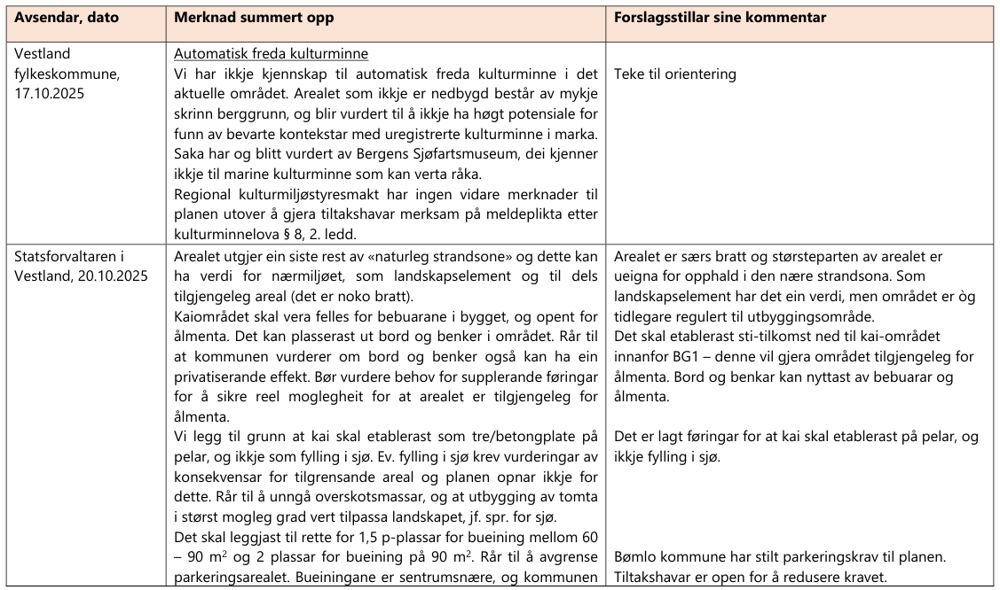 Avsendar, dato
Merknad summert opp
Forslagsstillar sine kommentar
Vestland
fylkeskommune,
17.10.2025
Automatisk freda kulturminne
Vi har ikkje kjennskap til automatisk freda kulturminne i det
aktuelle området. Arealet som ikkje er nedbygd består av mykje
skrinn berggrunn, og blir vurdert til å ikkje ha høgt potensiale for
funn av bevarte kontekstar med uregistrerte kulturminne i marka.
Saka har og blitt vurdert av Bergens Sjøfartsmuseum, dei kjenner
ikkje til marine kulturminne som kan verta råka.
Regional kulturmiljøstyresmakt har ingen vidare merknader til
planen utover å gjera tiltakshavar merksam på meldeplikta etter
kulturminnelova § 8, 2. ledd.
Teke til orientering
Statsforvaltaren i
Vestland, 20.10.2025
Arealet utgjer ein siste rest av «naturleg strandsone» og dette kan
ha verdi for nærmiljøet, som landskapselement og til dels
tilgjengeleg areal (det er noko bratt).
Kaiområdet skal vera felles for bebuarane i bygget, og opent for
ålmenta. Det kan plasserast ut bord og benker i området. Rår til
at kommunen vurderer om bord og benker også kan ha ein
privatiserande effekt. Bør vurdere behov for supplerande føringar
for å sikre reel moglegheit for at arealet er tilgjengeleg for
ålmenta.
Vi legg til grunn at kai skal etablerast som tre/betongplate på
pelar, og ikkje som fylling i sjø. Ev. fylling i sjø krev vurderingar av
konsekvensar for tilgrensande areal og planen opnar ikkje for
dette. Rår til å unngå overskotsmassar, og at utbygging av tomta
i størst mogleg grad vert tilpassa landskapet, jf. spr. for sjø.
Det skal leggjast til rette for 1,5 p-plassar for bueining mellom 60
– 90 m² og 2 plassar for bueining på 90 m². Rår til å avgrense
parkeringsarealet. Bueiningane er sentrumsnære, og kommunen
Arealet er særs bratt og størsteparten av arealet er
ueigna for opphald i den nære strandsona. Som
landskapselement har det ein verdi, men området er òg
tidlegare regulert til utbyggingsområde.
Det skal etablerast sti-tilkomst ned til kai-området
innanfor BG1 – denne vil gjera området tilgjengeleg for
ålmenta. Bord og benkar kan nyttast av bebuarar og
ålmenta.
Det er lagt føringar for at kai skal etablerast på pelar, og
ikkje fylling i sjø.
Bømlo kommune har stilt parkeringskrav til planen.
Tiltakshavar er open for å redusere kravet.